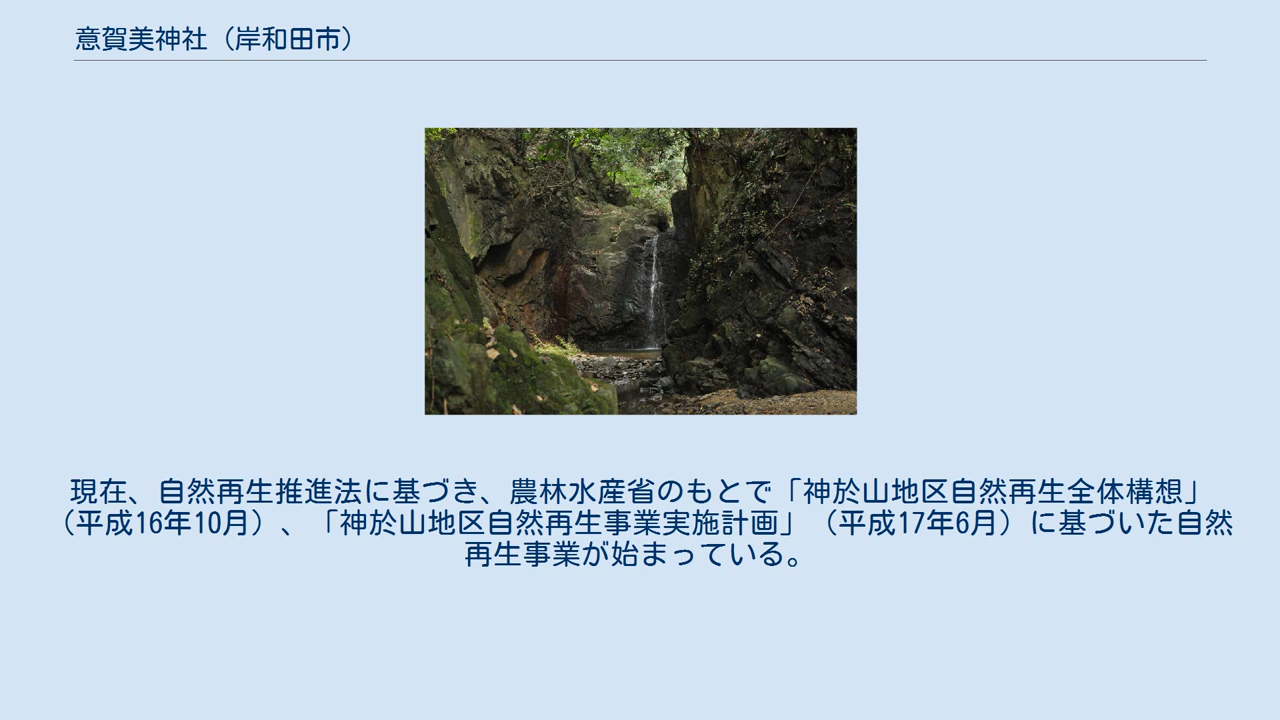 意賀美神社（岸和田市）
現在、自然再生推進法に基づき、農林水産省のもとで「神於山地区自然再生全体構想」
（平成16年10月）、「神於山地区自然再生事業実施計画」（平成17年6月）に基づいた自然
再生事業が始まっている。